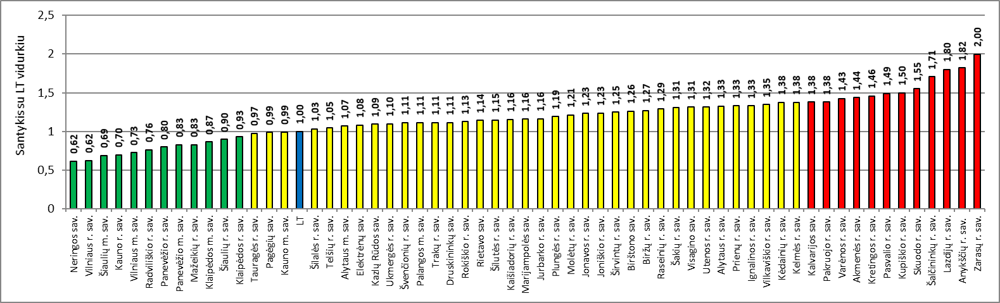 Santykis su LT vidurkiu
2,5
2
1,5
1
0,5
0
0,62
0,62
0,69
0,70
0,73
0,76
0,80
0,83
0,83
0,87
0,90
0,93
0,97
0,99
0,99
1,00
1,03
1,05
1,07
1,08
1,09
1,10
1,11
1,11
1,11
1,11
1,13
1,14
1,15
1,16
1,16
1,16
1,19
1,21
1,23
1,23
1,25
1,26
1,27
1,29
1,31
1,31
1,32
1,33
1,33
1,33
1,35
1,38
1,38
1,38
1,38
1,43
1,44
1,46
1,49
1,50
1,55
1,71
1,80
1,82
2,00
Neringos sav.
Vilniaus r. sav.
Šiaulių m. sav.
Kauno r. sav.
Vilniaus m. sav.
Radviliškio r. sav.
Panevėžio r. sav.
Panevėžio m. sav.
Mažeikių r. sav.
Klaipėdos m. sav.
Šiaulių r. sav.
Klaipėdos r. sav.
Tauragės r. sav.
Pagėgių sav.
Kauno m. sav.
LT
Šilalės r. sav.
Telšių r. sav.
Alytaus m. sav.
Elektrėnų sav.
Kazlų Rūdos sav.
Ukmergės r. sav.
Švenčionių r. sav.
Palangos m. sav.
Trakų r. sav.
Druskininkų sav.
Rokiškio r. sav.
Rietavo sav.
Šilutės r. sav.
Kaišiadorių r. sav.
Marijampolės sav.
Jurbarko r. sav.
Plungės r. sav.
Molėtų r. sav.
Jonavos r. sav.
Joniškio r. sav.
Širvintų r. sav.
Birštono sav.
Biržų r. sav.
Raseinių r. sav.
Šakių r. sav.
Visagino sav.
Utenos r. sav.
Alytaus r. sav.
Prienų r. sav.
Ignalinos r. sav.
Vilkaviškio r. sav.
Kėdainių r. sav.
Kelmės r. sav.
Kalvarijos sav.
Pakruojo r. sav.
Varėnos r. sav.
Akmenės r. sav.
Kretingos r. sav.
Pasvalio r. sav.
Kupiškio r. sav.
Skuodo r. sav.
Šalčininkų r. sav.
Lazdijų r. sav.
Anykščių r. sav.
Zarasų r. sav.